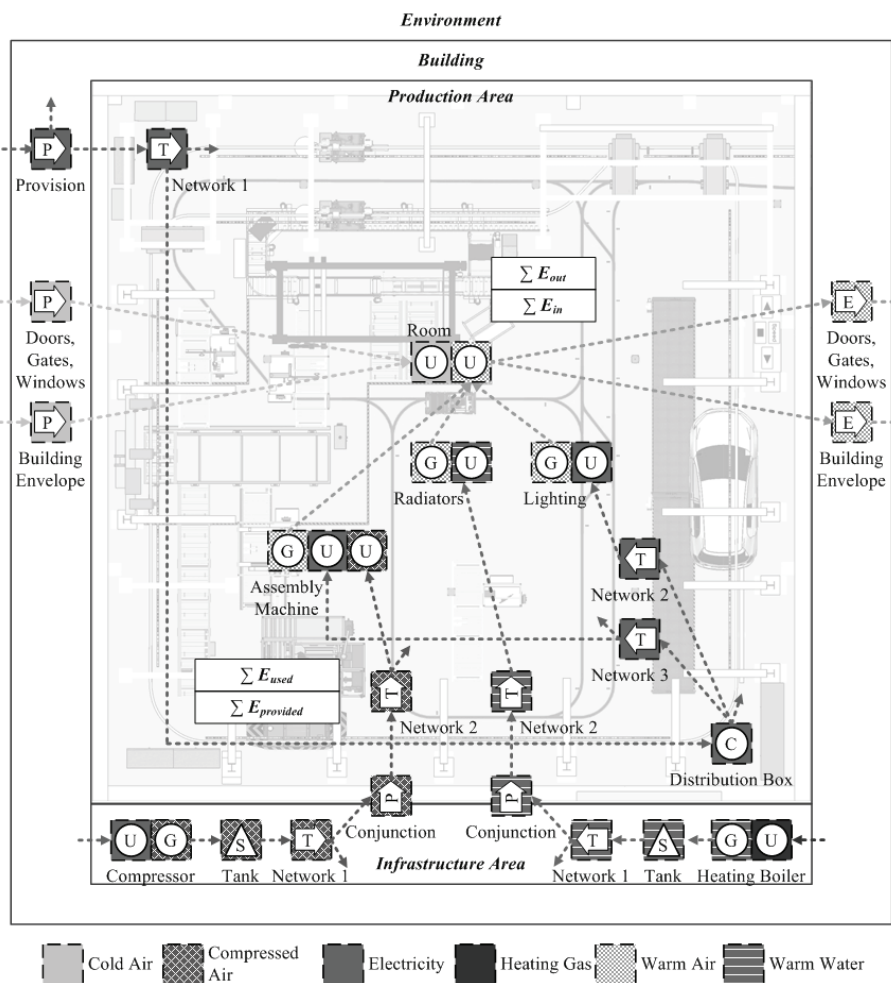 Environment
Building
Production Area
P
T
Provision
Network 1
∑ E_out
∑ E_in
P
E
Doors,
Gates,
Windows
Room
U
U
Doors,
Gates,
Windows
P
E
Building
Envelope
Building
Envelope
G
U
Radiators
G
U
Lighting
G
U
U
Assembly
Machine
T
Network 2
T
Network 3
∑ E_used
∑ E_provided
T
Network 2
T
Network 2
C
Distribution Box
P
Conjunction
P
Conjunction
U
G
Compressor
S
Tank
T
Network 1
Infrastructure Area
T
Network 1
S
Tank
G
U
Heating Boiler
Cold Air
Compressed
Air
Electricity
Heating Gas
Warm Air
Warm Water